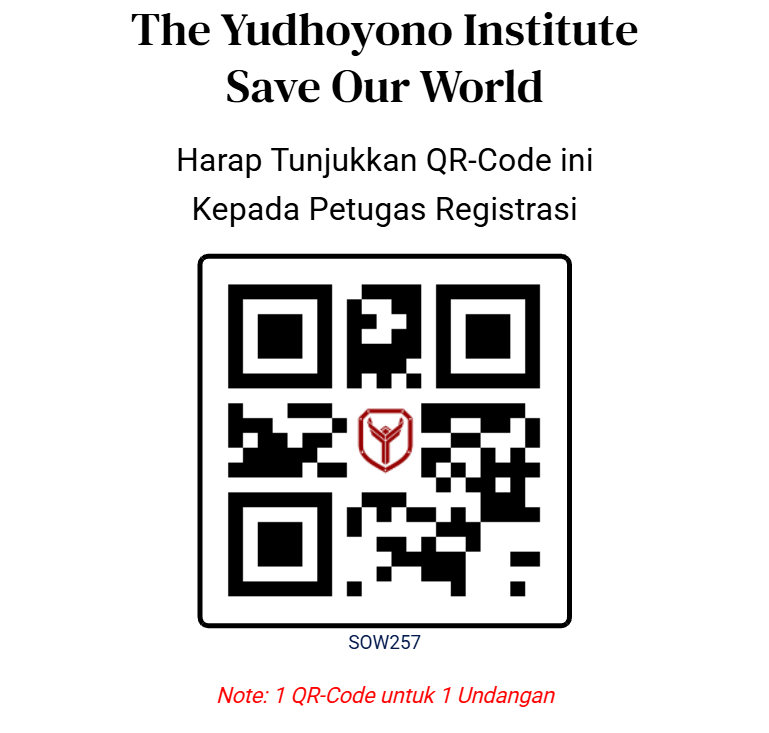 The Yudhoyono Institute
Save Our World
Harap Tunjukkan QR-Code ini
Kepada Petugas Registrasi
SOW257
Note: 1 QR-Code untuk 1 Undangan